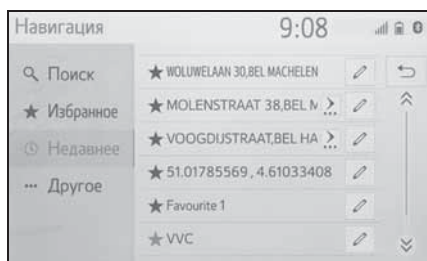 Навигация 9:08
Поиск
Избранное
Недавнее
Другое
WOLUWELAAN 30,BEL MACHELEN
MOLENSTRAAT 38,BEL M
VOOGDIJSTRAAT,BEL HA
51.01785569 , 4.61033408
Favourite 1
VVC